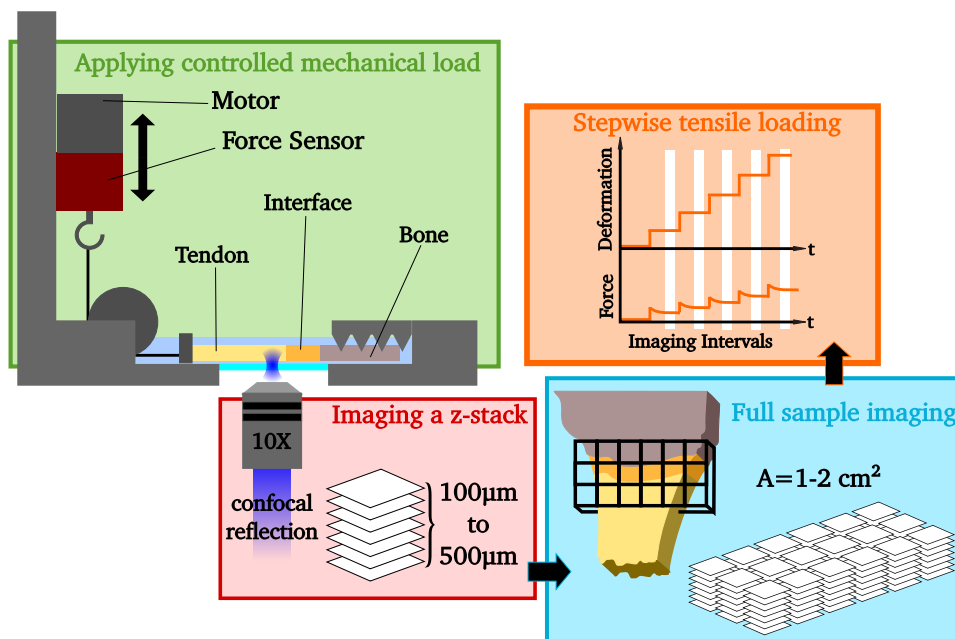 Applying controlled mechanical load
Motor
Force Sensor
Interface
Bone
Tendon
10X
confocal
reflection
Imaging a z-stack
100µm
to
500µm
Full sample imaging
A=1-2 cm²
Stepwise tensile loading
Deformation
t
Force
t
Imaging Intervals